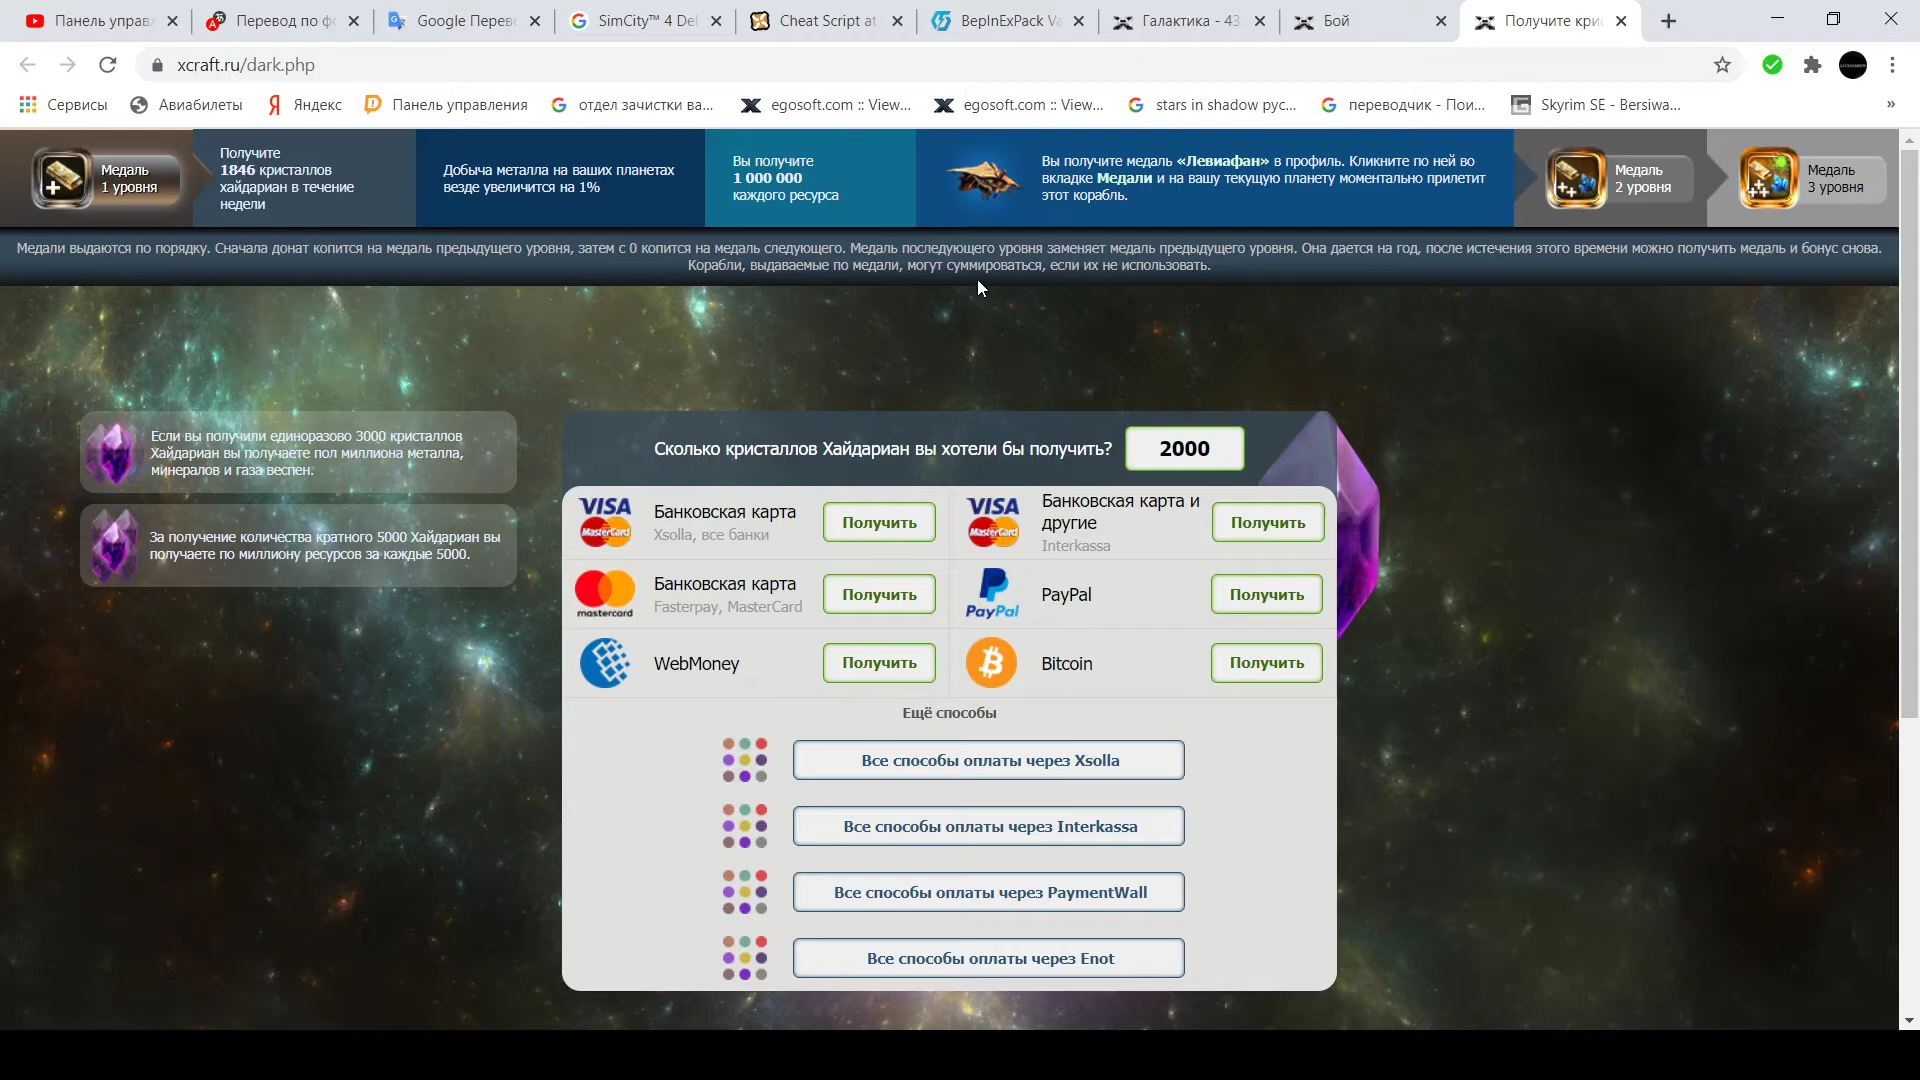 Панель управл
Перевод по фо
Google Перев
SimCity™ 4 Del
Cheat Script at
BepInExPack Va
Галактика - 43
Бой
Получите кри
xcraft.ru/dark.php
Сервисы
Авиабилеты
Яндекс
Панель управления
отдел зачистки ва...
egosoft.com :: View...
egosoft.com :: View...
stars in shadow рус...
переводчик - Пои...
Skyrim SE - Bersiwa...
»
Медаль
1 уровня
Получите
1846 кристаллов
хайдариан в течение
недели
Добыча металла на ваших планетах
везде увеличится на 1%
Вы получите
1 000 000
каждого ресурса
Вы получите медаль «Левиафан» в профиль. Кликните по ней во
вкладке Медали и на вашу текущую планету моментально прилетит
этот корабль.
Медаль
2 уровня
Медаль
3 уровня
Медали выдаются по порядку. Сначала донат копится на медаль предыдущего уровня, затем с 0 копится на медаль следующего. Медаль последующего уровня заменяет медаль предыдущего уровня. Она дается на год, после истечения этого времени можно получить медаль и бонус снова.
Корабли, выдаваемые по медали, могут суммироваться, если их не использовать.
Если вы получили единоразово 3000 кристаллов
Хайдариан вы получаете пол миллиона металла,
минералов и газа веспен.
За получение количества кратного 5000 Хайдариан вы
получаете по миллиону ресурсов за каждые 5000.
Сколько кристаллов Хайдариан вы хотели бы получить?
2000
VISA
MasterCard
Банковская карта
Xsolla, все банки
Получить
VISA
MasterCard
Банковская карта и
другие
Interkassa
Получить
mastercard
Банковская карта
Fasterpay, MasterCard
Получить
PayPal
PayPal
Получить
WebMoney
Получить
Bitcoin
Получить
Ещё способы
Все способы оплаты через Xsolla
Все способы оплаты через Interkassa
Все способы оплаты через PaymentWall
Все способы оплаты через Enot